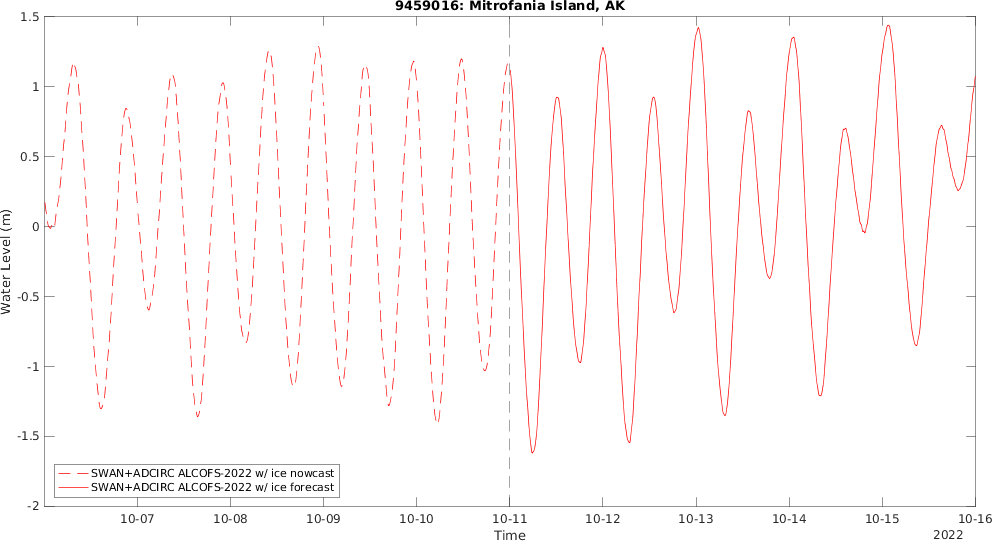 9459016: Mitrofania Island, AK
1.5
1
0.5
0
-0.5
-1
-1.5
-2
Water Level (m)
SWAN+ADCIRC ALCOFS-2022 w/ ice nowcast
SWAN+ADCIRC ALCOFS-2022 w/ ice forecast
10-07 10-08 10-09 10-10 10-11 10-12 10-13 10-14 10-15 10-16
Time
2022